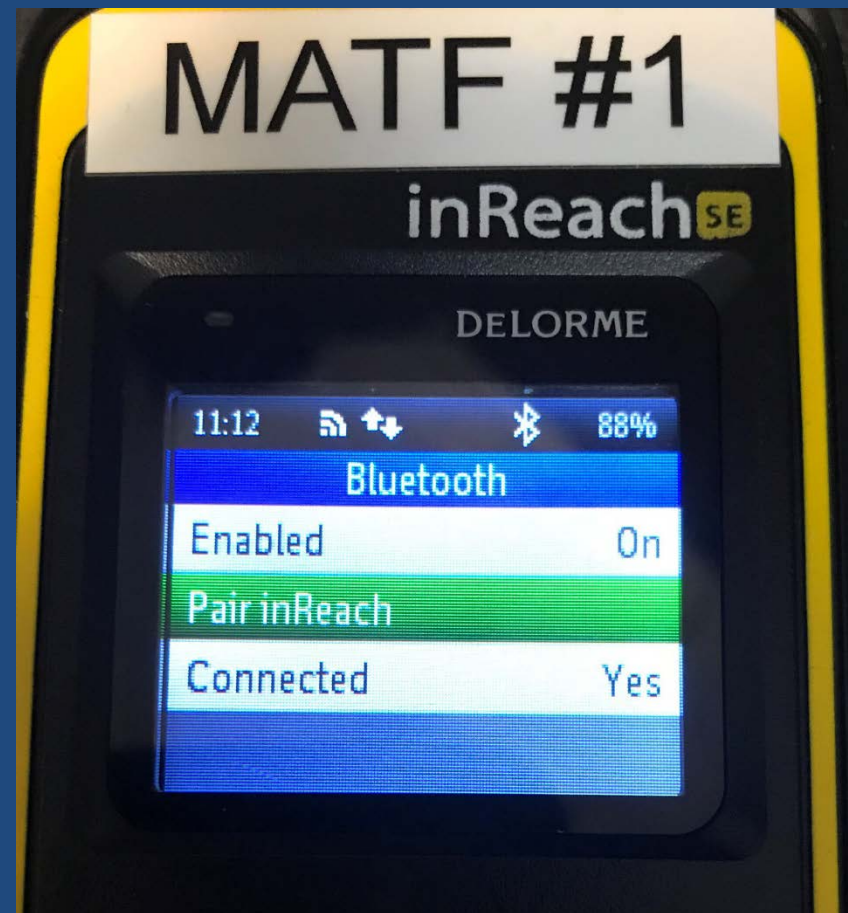 MATF #1
inReach SE
DELORME
11:12 88%
Bluetooth
Enabled On
Pair inReach
Connected Yes